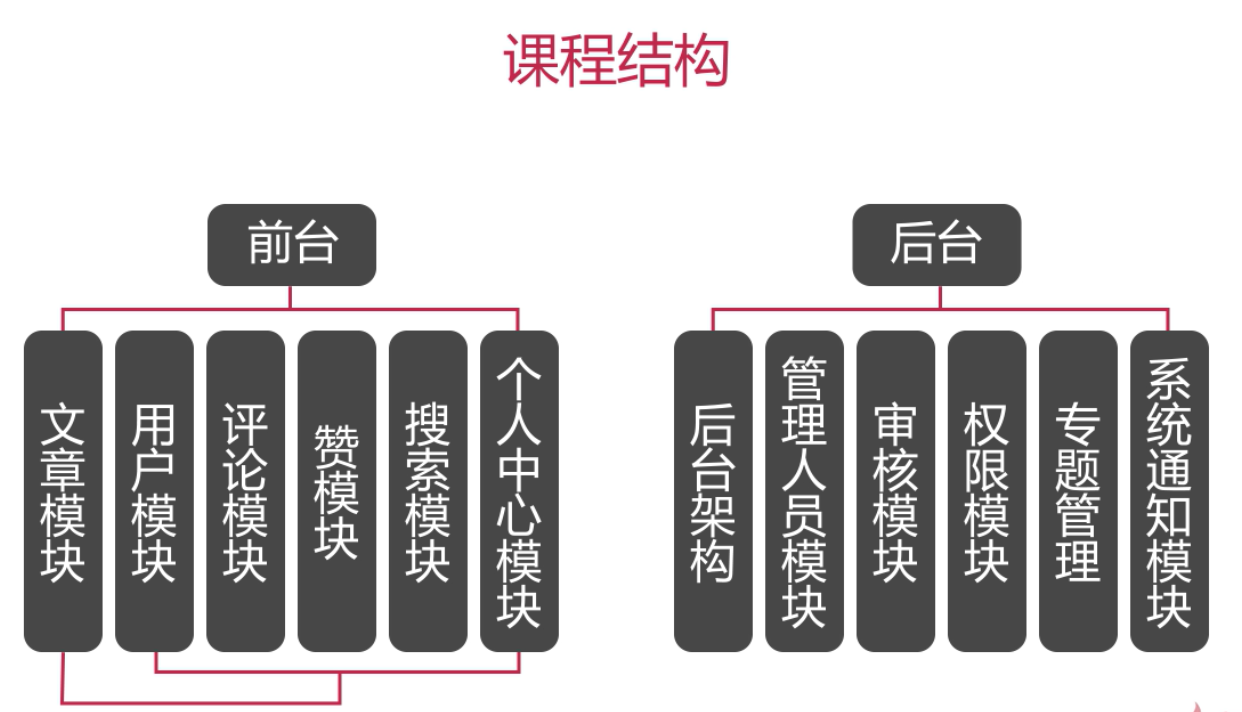 课程结构
前台
后台
文章模块
用户模块
评论模块
赞模块
搜索模块
个人中心模块
后台架构
管理人员模块
审核模块
权限模块
专题管理
系统通知模块